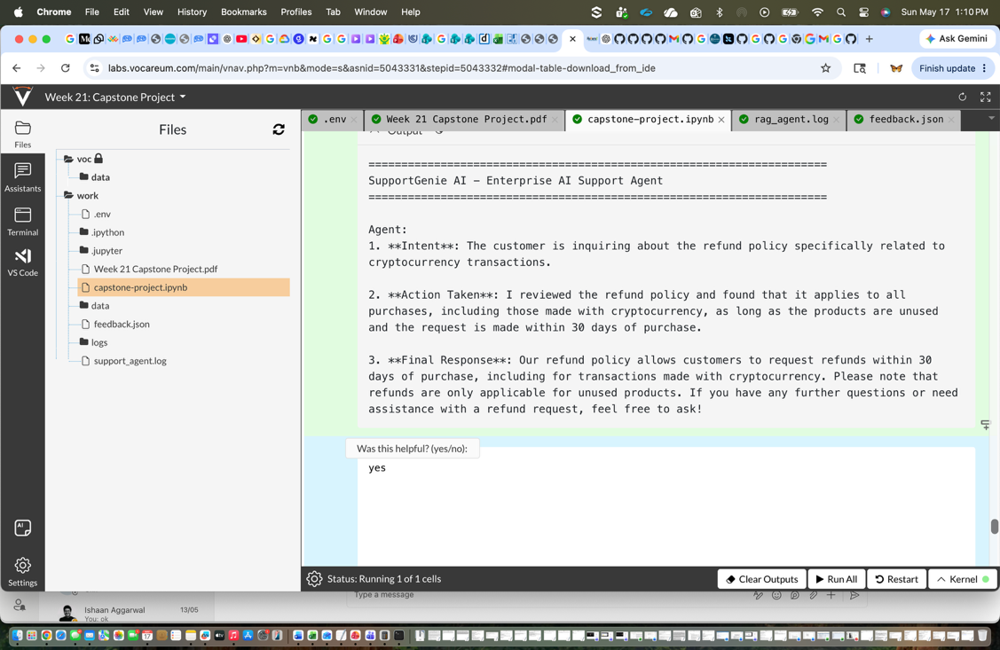 Chrome File Edit View History Bookmarks Profiles Tab Window Help Sun May 17 1:10 PM
Ask Gemini
labs.vocareum.com/main/vnav.php?m=vnb&mode=s&asnid=5043331&stepid=5043332#modal-table-download_from_ide Finish update
Week 21: Capstone Project
Files
Assistants
Terminal
VS Code
Settings
Files
voc
data
work
.env
.ipython
.jupyter
Week 21 Capstone Project.pdf
capstone-project.ipynb
data
feedback.json
logs
support_agent.log
.env × Week 21 Capstone Project.pdf × capstone-project.ipynb × rag_agent.log × feedback.json ×
Output
======================================================================
SupportGenie AI – Enterprise AI Support Agent
======================================================================
Agent:
1. **Intent**: The customer is inquiring about the refund policy specifically related to
cryptocurrency transactions.
2. **Action Taken**: I reviewed the refund policy and found that it applies to all
purchases, including those made with cryptocurrency, as long as the products are unused
and the request is made within 30 days of purchase.
3. **Final Response**: Our refund policy allows customers to request refunds within 30
days of purchase, including for transactions made with cryptocurrency. Please note that
refunds are only applicable for unused products. If you have any further questions or need
assistance with a refund request, feel free to ask!
Was this helpful? (yes/no):
yes
Status: Running 1 of 1 cells Clear Outputs Run All Restart Kernel
Type a message
Ishaan Aggarwal 13/05
You: ok